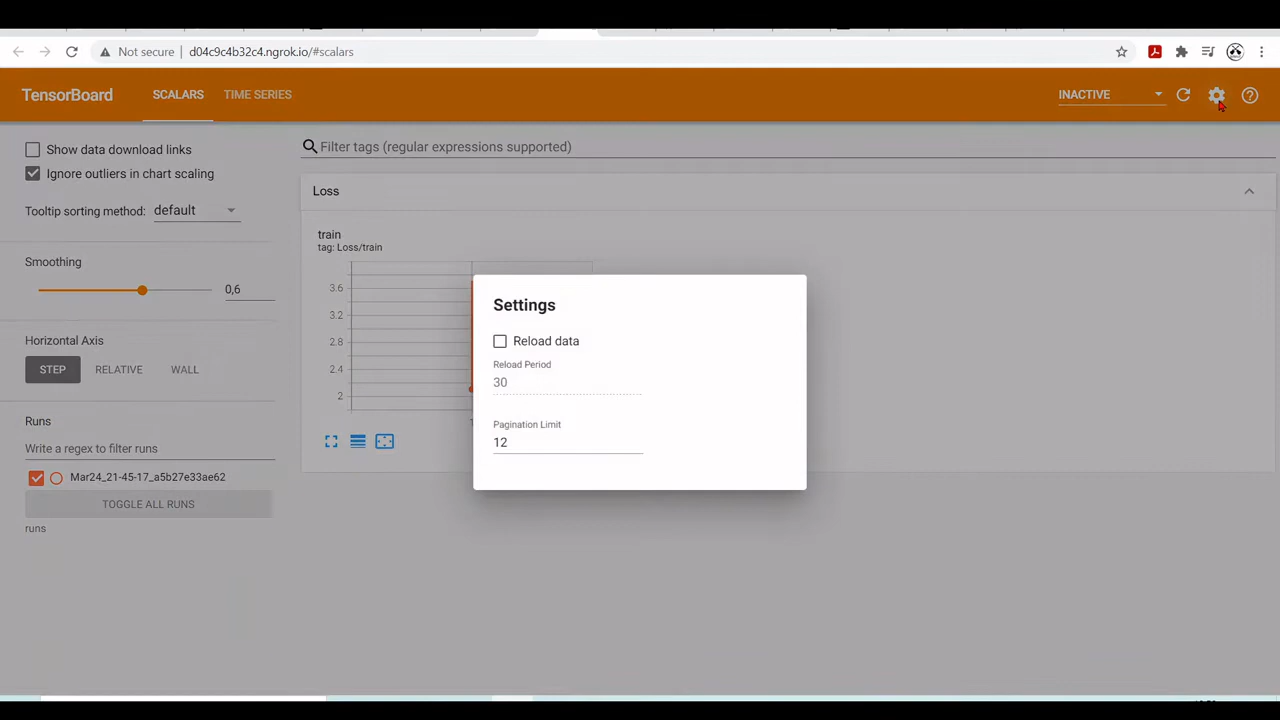 Not secure d04c9c4b32c4.ngrok.io/#scalars
TensorBoard SCALARS TIME SERIES INACTIVE
Show data download links
Ignore outliers in chart scaling
Tooltip sorting method: default
Smoothing
0,6
Horizontal Axis
STEP RELATIVE WALL
Runs
Write a regex to filter runs
Mar24_21-45-17_a5b27e33ae62
TOGGLE ALL RUNS
runs
Filter tags (regular expressions supported)
Loss
train
tag: Loss/train
3.6
3.2
2.8
2.4
2
Settings
Reload data
Reload Period
30
Pagination Limit
12